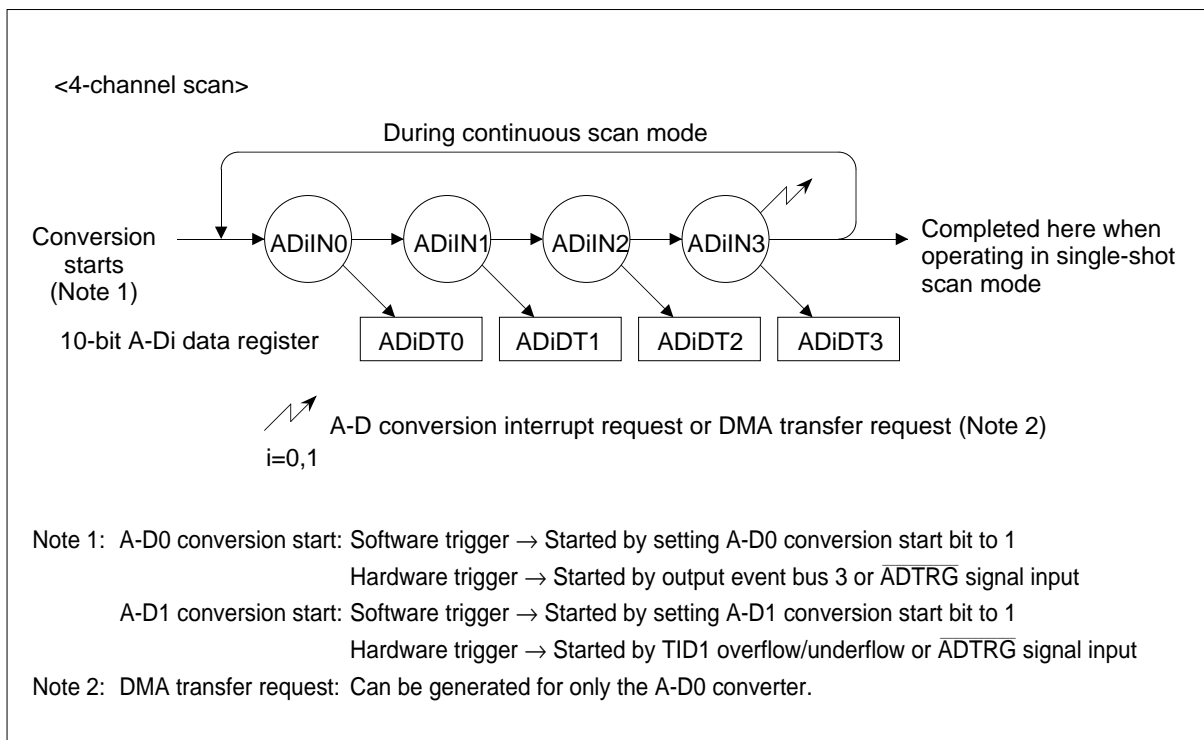 <4-channel scan>
During continuous scan mode
Conversion
starts
(Note 1)
ADiIN0
ADiIN1
ADiIN2
ADiIN3
Completed here when
operating in single-shot
scan mode
10-bit A-Di data register
ADiDT0
ADiDT1
ADiDT2
ADiDT3
A-D conversion interrupt request or DMA transfer request (Note 2)
i=0,1
Note 1: A-D0 conversion start: Software trigger → Started by setting A-D0 conversion start bit to 1
Hardware trigger → Started by output event bus 3 or A̅D̅T̅R̅G̅ signal input
A-D1 conversion start: Software trigger → Started by setting A-D1 conversion start bit to 1
Hardware trigger → Started by TID1 overflow/underflow or A̅D̅T̅R̅G̅ signal input
Note 2: DMA transfer request: Can be generated for only the A-D0 converter.